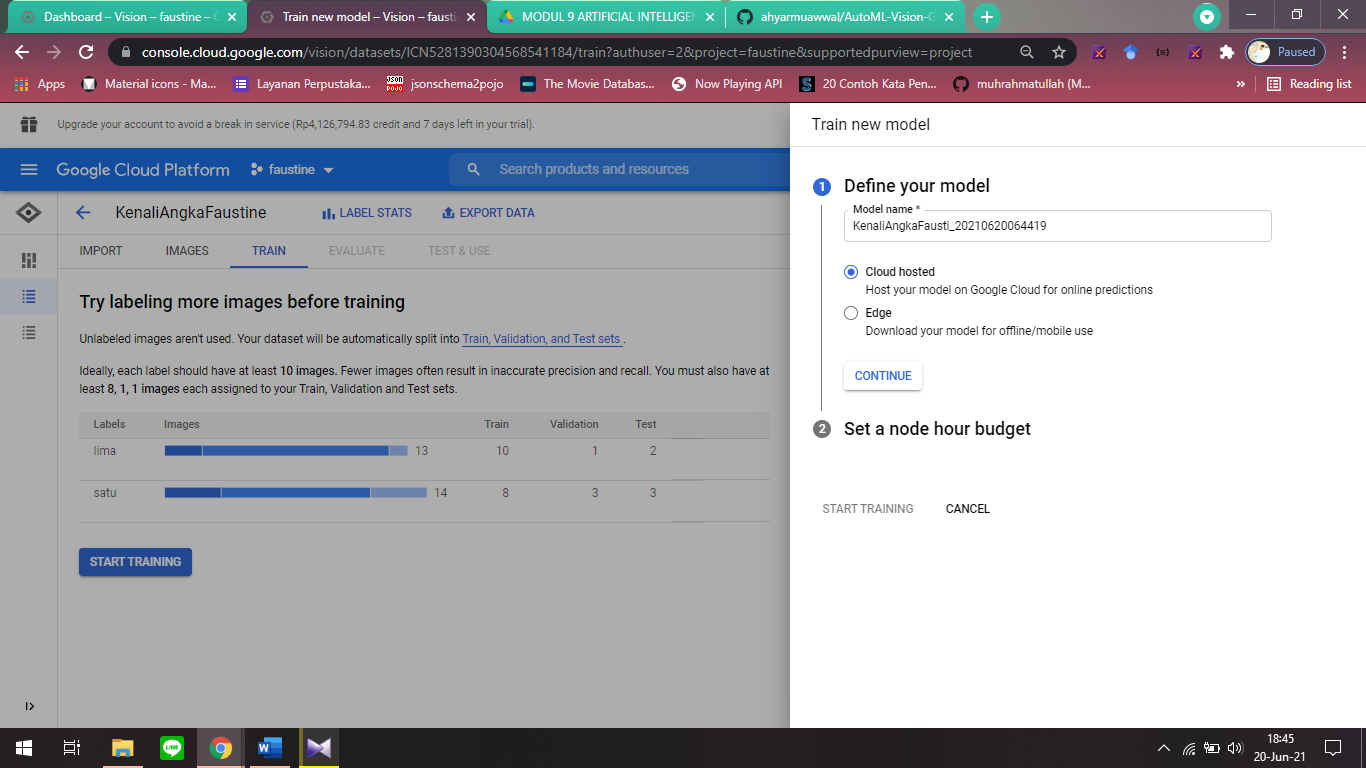 Dashboard – Vision – faustine – G
Train new model – Vision – fausti
MODUL 9 ARTIFICIAL INTELLIGEN
ahyarmuawwal/AutoML-Vision-G
console.cloud.google.com/vision/datasets/ICN5281390304568541184/train?authuser=2&project=faustine&supportedpurview=project
Paused
Apps
Material icons - Ma...
Layanan Perpustaka...
JSON POJO
jsonschema2pojo
The Movie Databas...
Now Playing API
20 Contoh Kata Pen...
muhrahmatullah (M...
»
Reading list
Upgrade your account to avoid a break in service (Rp4,126,794.83 credit and 7 days left in your trial).
Google Cloud Platform
faustine
Search products and resources
KenaliAngkaFaustine
LABEL STATS
EXPORT DATA
IMPORT
IMAGES
TRAIN
EVALUATE
TEST & USE
Try labeling more images before training
Unlabeled images aren't used. Your dataset will be automatically split into Train, Validation, and Test sets .
Ideally, each label should have at least 10 images. Fewer images often result in inaccurate precision and recall. You must also have at
least 8, 1, 1 images each assigned to your Train, Validation and Test sets.
Labels Images Train Validation Test
lima 13 10 1 2
satu 14 8 3 3
START TRAINING
Train new model
1 Define your model
Model name *
KenaliAngkaFausti_20210620064419
Cloud hosted
Host your model on Google Cloud for online predictions
Edge
Download your model for offline/mobile use
CONTINUE
2 Set a node hour budget
START TRAINING CANCEL
LINE
18:45
20-Jun-21